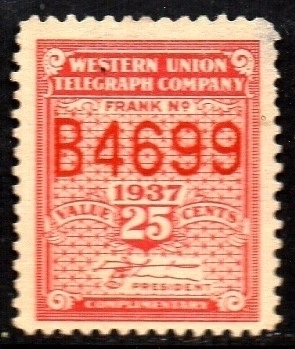 WESTERN UNION
TELEGRAPH COMPANY
FRANK Nº
B4699
1937
VALUE 25 CENTS
PRESIDENT
COMPLIMENTARY